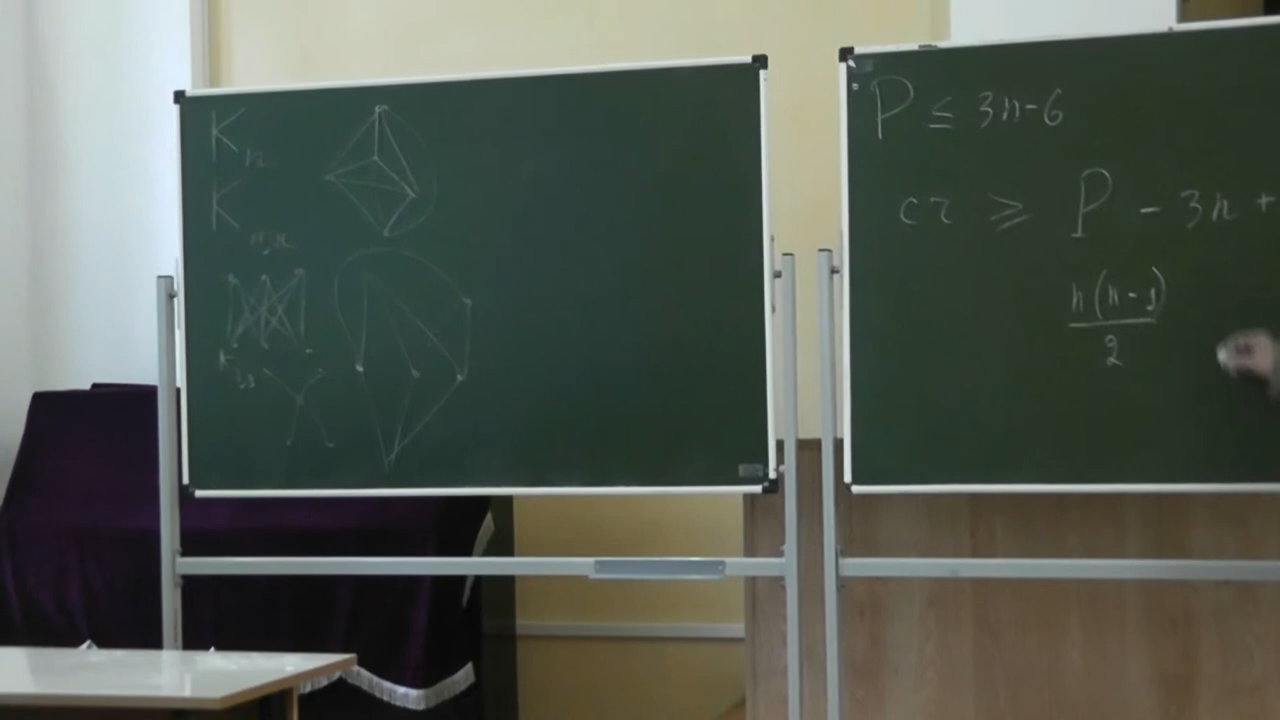 K_n
K_{n,n}
K_{3,3}
P ≤ 3n-6
cr ≥ P - 3n +
n(n-1)
2